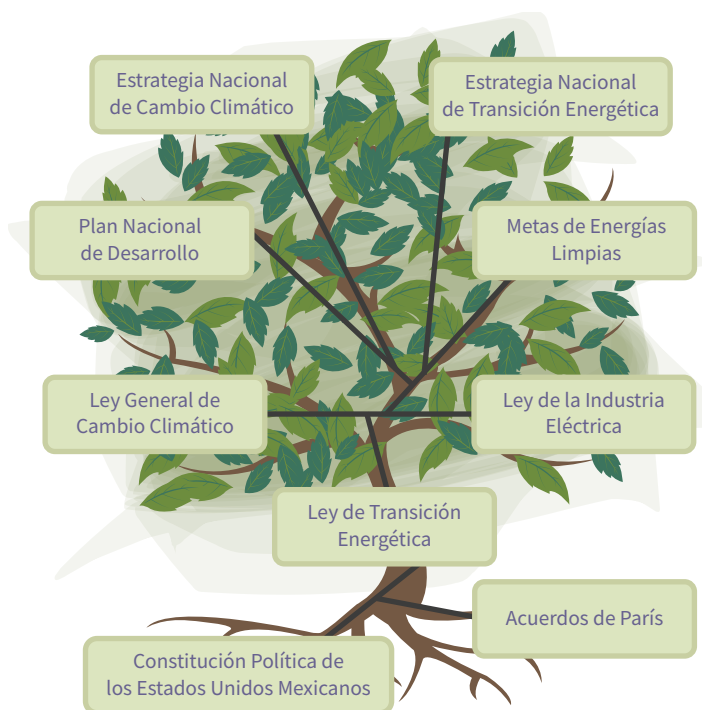 Estrategia Nacional
de Cambio Climático
Estrategia Nacional
de Transición Energética
Plan Nacional
de Desarrollo
Metas de Energías
Limpias
Ley General de
Cambio Climático
Ley de la Industria
Eléctrica
Ley de Transición
Energética
Acuerdos de París
Constitución Política de
los Estados Unidos Mexicanos